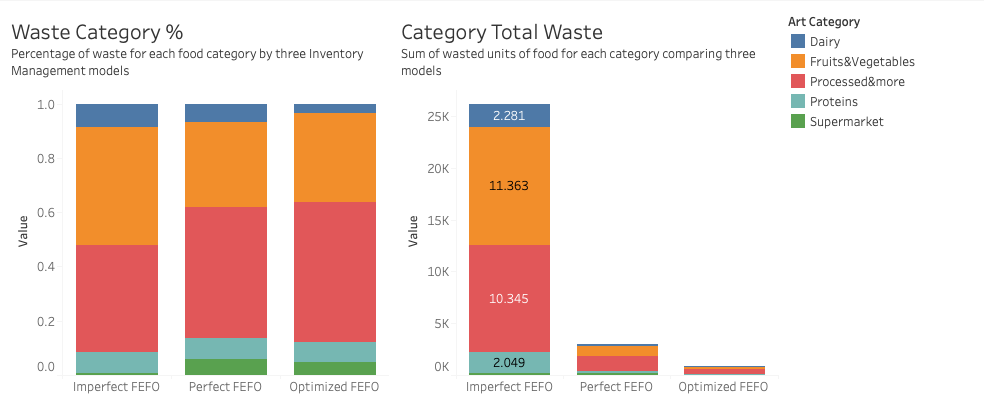 Waste Category %
Percentage of waste for each food category by three Inventory
Management models
1.0
0.8
0.6
0.4
0.2
0.0
Value
Imperfect FEFO
Perfect FEFO
Optimized FEFO
Category Total Waste
Sum of wasted units of food for each category comparing three
models
25K
20K
15K
10K
5K
0K
Value
2.281
11.363
10.345
2.049
Imperfect FEFO
Perfect FEFO
Optimized FEFO
Art Category
Dairy
Fruits&Vegetables
Processed&more
Proteins
Supermarket